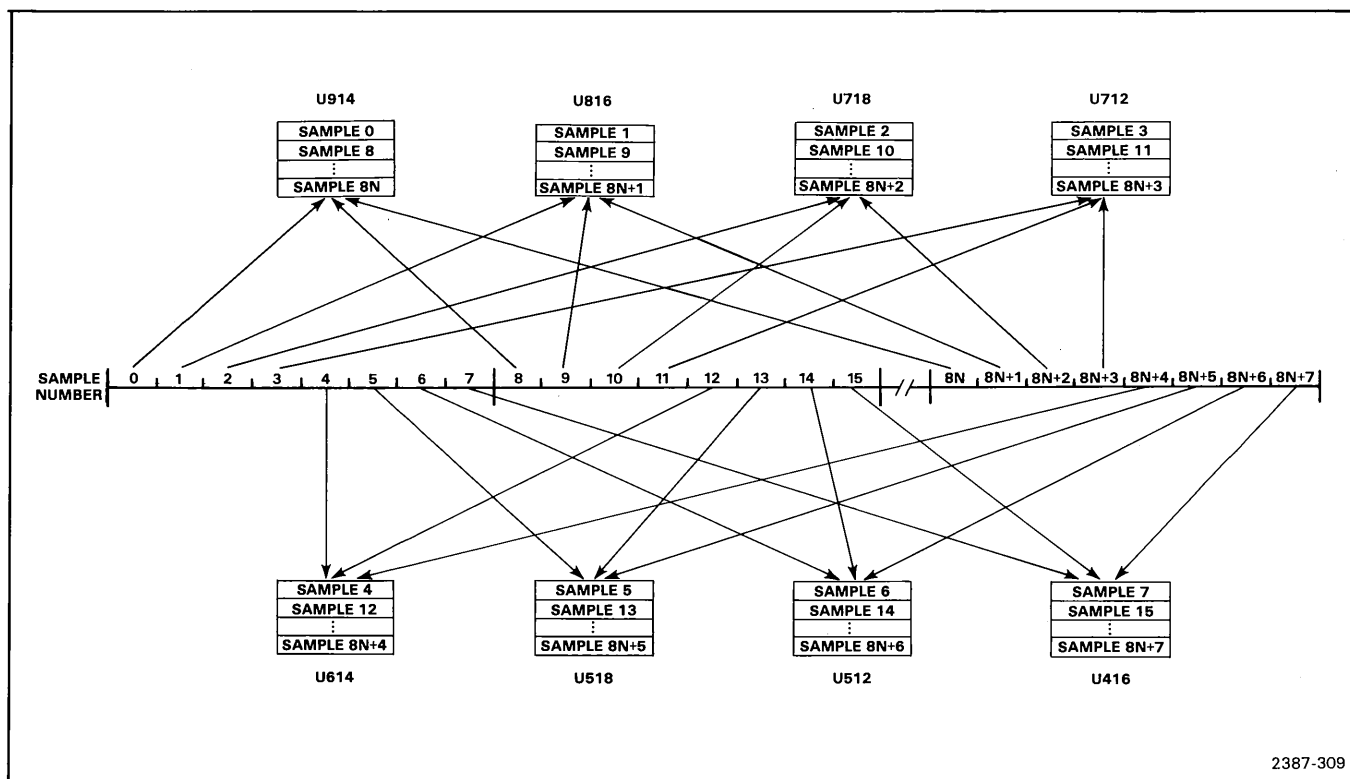 U914
SAMPLE 0
SAMPLE 8
⋮
SAMPLE 8N
U816
SAMPLE 1
SAMPLE 9
⋮
SAMPLE 8N+1
U718
SAMPLE 2
SAMPLE 10
⋮
SAMPLE 8N+2
U712
SAMPLE 3
SAMPLE 11
⋮
SAMPLE 8N+3
SAMPLE
NUMBER
0 1 2 3 4 5 6 7 8 9 10 11 12 13 14 15 // 8N 8N+1 8N+2 8N+3 8N+4 8N+5 8N+6 8N+7
SAMPLE 4
SAMPLE 12
⋮
SAMPLE 8N+4
U614
SAMPLE 5
SAMPLE 13
⋮
SAMPLE 8N+5
U518
SAMPLE 6
SAMPLE 14
⋮
SAMPLE 8N+6
U512
SAMPLE 7
SAMPLE 15
⋮
SAMPLE 8N+7
U416
2387-309